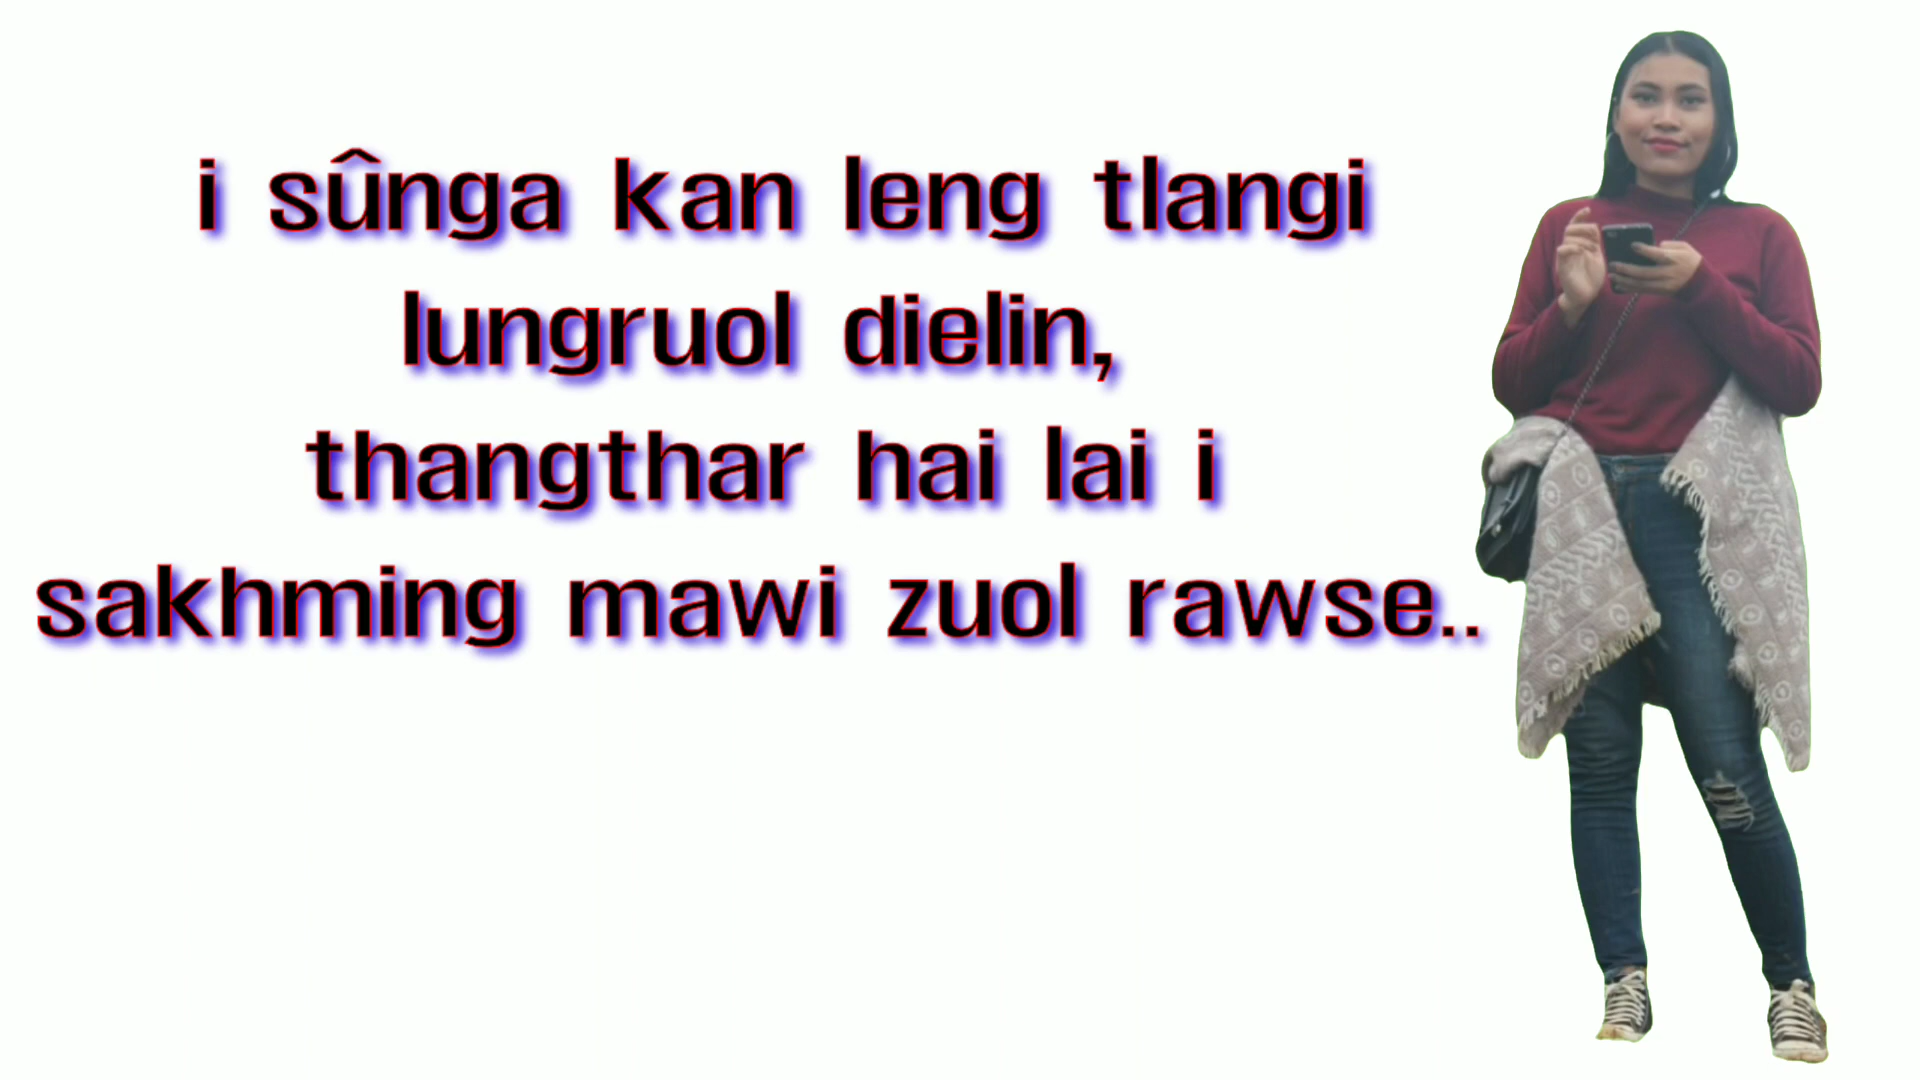 i sûnga kan leng tlangi
lungruol dielin,
thangthar hai lai i
sakhming mawi zuol rawse..